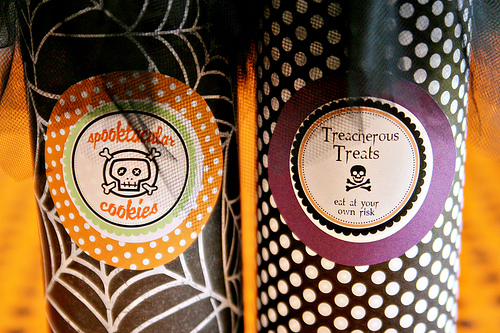 spooktacular
cookies
Treacherous
Treats
eat at your
own risk